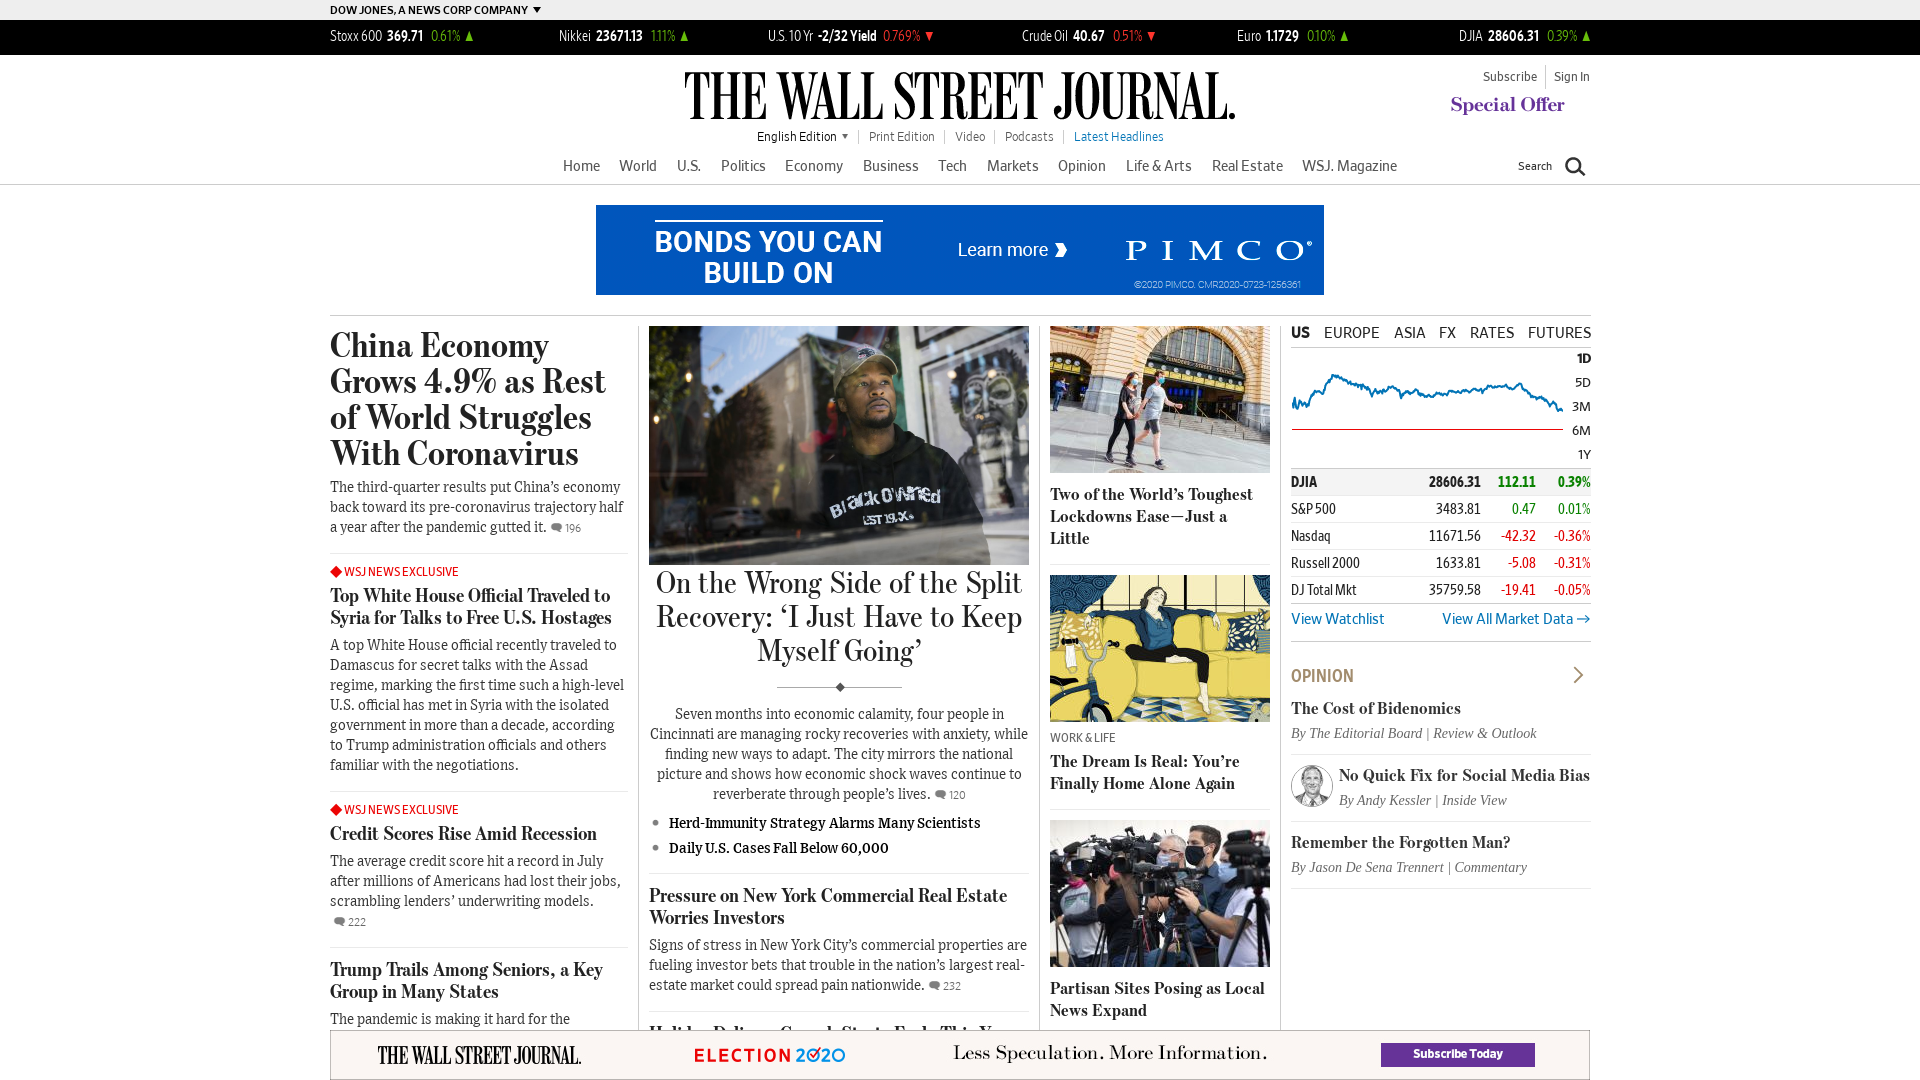 DOW JONES, A NEWS CORP COMPANY
Stoxx 600 369.71 0.61% Nikkei 23671.13 1.11% U.S. 10 Yr -2/32 Yield 0.769% Crude Oil 40.67 0.51% Euro 1.1729 0.10% DJIA 28606.31 0.39%
THE WALL STREET JOURNAL.
Subscribe Sign In
Special Offer
English Edition Print Edition Video Podcasts Latest Headlines
Home World U.S. Politics Economy Business Tech Markets Opinion Life & Arts Real Estate WSJ. Magazine
Search
BONDS YOU CAN
BUILD ON
Learn more
PIMCO®
©2020 PIMCO. CMR2020-0723-1256361
China Economy
Grows 4.9% as Rest
of World Struggles
With Coronavirus
The third-quarter results put China’s economy
back toward its pre-coronavirus trajectory half
a year after the pandemic gutted it. 196
WSJ NEWS EXCLUSIVE
Top White House Official Traveled to
Syria for Talks to Free U.S. Hostages
A top White House official recently traveled to
Damascus for secret talks with the Assad
regime, marking the first time such a high-level
U.S. official has met in Syria with the isolated
government in more than a decade, according
to Trump administration officials and others
familiar with the negotiations.
WSJ NEWS EXCLUSIVE
Credit Scores Rise Amid Recession
The average credit score hit a record in July
after millions of Americans had lost their jobs,
scrambling lenders’ underwriting models.
222
Trump Trails Among Seniors, a Key
Group in Many States
The pandemic is making it hard for the
Black Owned
EST 19.XX
On the Wrong Side of the Split
Recovery: ‘I Just Have to Keep
Myself Going’
Seven months into economic calamity, four people in
Cincinnati are managing rocky recoveries with anxiety, while
finding new ways to adapt. The city mirrors the national
picture and shows how economic shock waves continue to
reverberate through people’s lives. 120
Herd-Immunity Strategy Alarms Many Scientists
Daily U.S. Cases Fall Below 60,000
Pressure on New York Commercial Real Estate
Worries Investors
Signs of stress in New York City’s commercial properties are
fueling investor bets that trouble in the nation’s largest real-
estate market could spread pain nationwide. 232
FLINDERS STREET
Two of the World’s Toughest
Lockdowns Ease—Just a
Little
WORK & LIFE
The Dream Is Real: You’re
Finally Home Alone Again
Partisan Sites Posing as Local
News Expand
US EUROPE ASIA FX RATES FUTURES
1D
5D
3M
6M
1Y
DJIA 28606.31 112.11 0.39%
S&P 500 3483.81 0.47 0.01%
Nasdaq 11671.56 -42.32 -0.36%
Russell 2000 1633.81 -5.08 -0.31%
DJ Total Mkt 35759.58 -19.41 -0.05%
View Watchlist View All Market Data
OPINION
The Cost of Bidenomics
By The Editorial Board | Review & Outlook
No Quick Fix for Social Media Bias
By Andy Kessler | Inside View
Remember the Forgotten Man?
By Jason De Sena Trennert | Commentary
THE WALL STREET JOURNAL.
ELECTION 2020
Less Speculation. More Information.
Subscribe Today